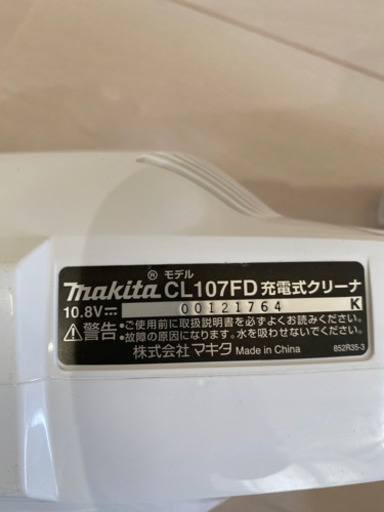 makita® モデル CL107FD 充電式クリーナ
10.8V⎓ 00121764 K
⚠警告 •ご使用前に取扱説明書を必ずよくお読みください。
•故障の原因になります。水を吸わせないでください。
株式会社マキタ Made in China 852R35-3